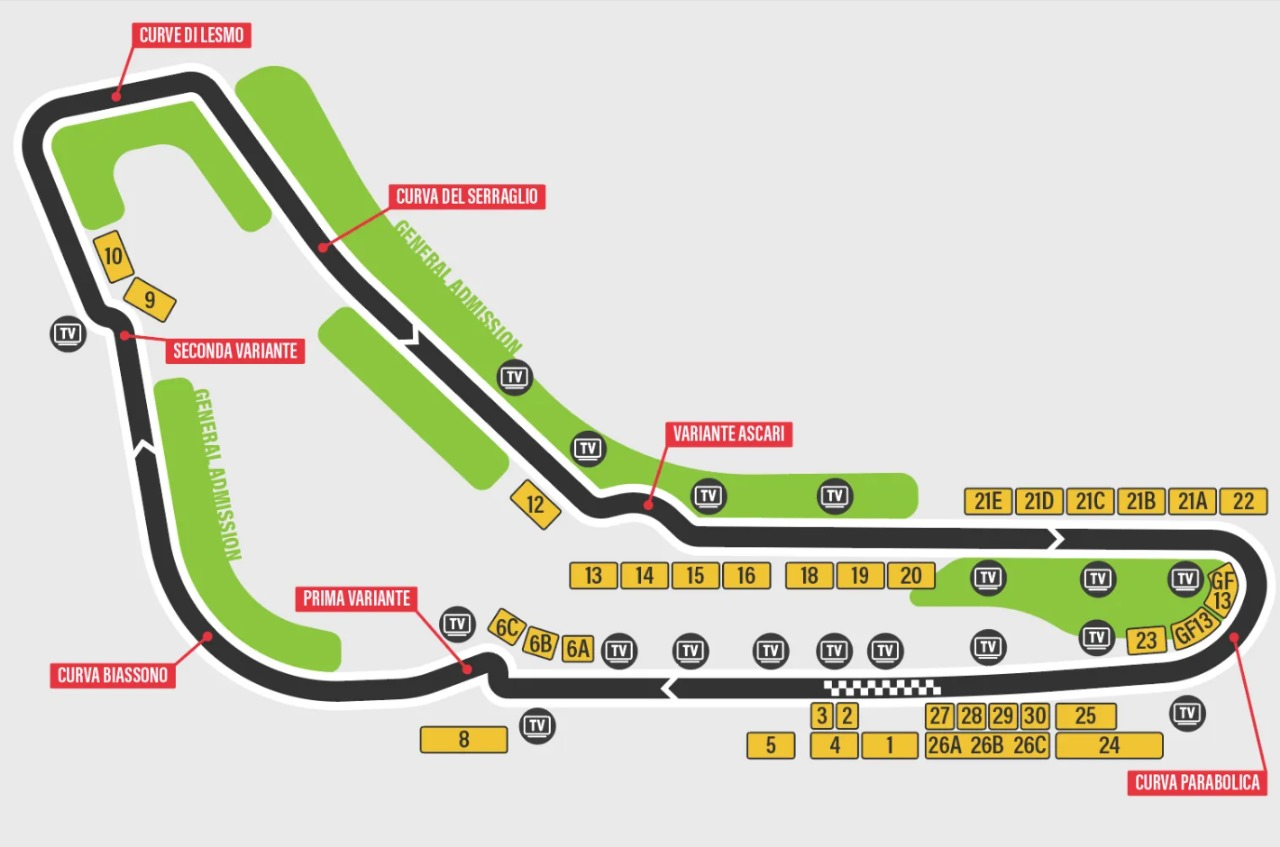 CURVE DI LESMO
CURVA DEL SERRAGLIO
GENERAL ADMISSION
10
9
TV
SECONDA VARIANTE
TV
GENERAL ADMISSION
TV
VARIANTE ASCARI
12
TV
TV
21E 21D 21C 21B 21A 22
13 14 15 16 18 19 20
TV
TV
TV
GF
13
PRIMA VARIANTE
TV
6C
6B
6A
TV
TV
TV
TV
TV
TV
TV
23
GF13
CURVA BIASSONO
8
TV
3 2
27 28 29 30 25
TV
5 4 1
26A 26B 26C 24
CURVA PARABOLICA